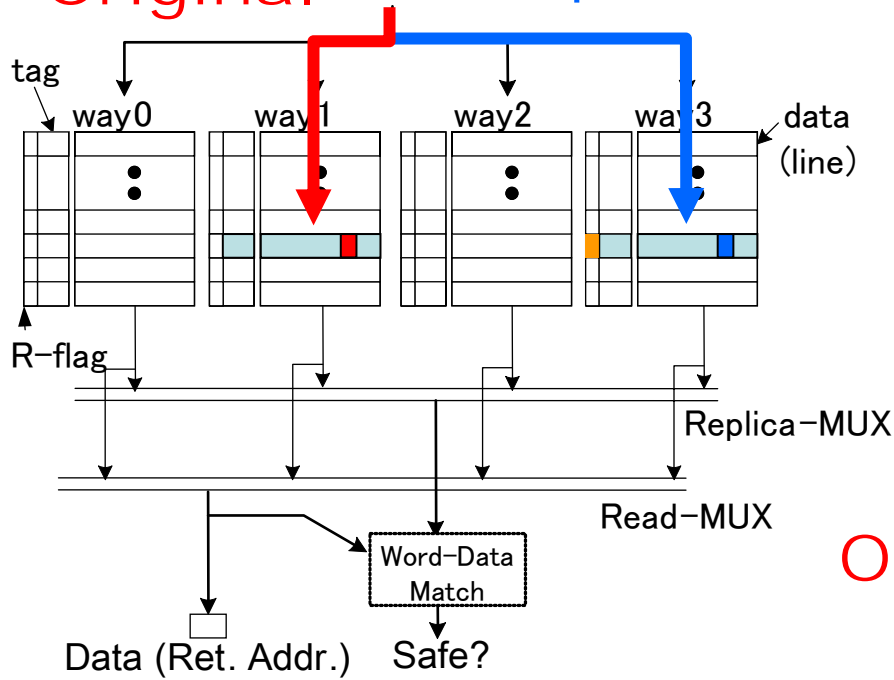 tag
way0
way1
way2
way3
data
(line)
R-flag
Replica-MUX
Read-MUX
Word-Data
Match
O
Data (Ret. Addr.)
Safe?